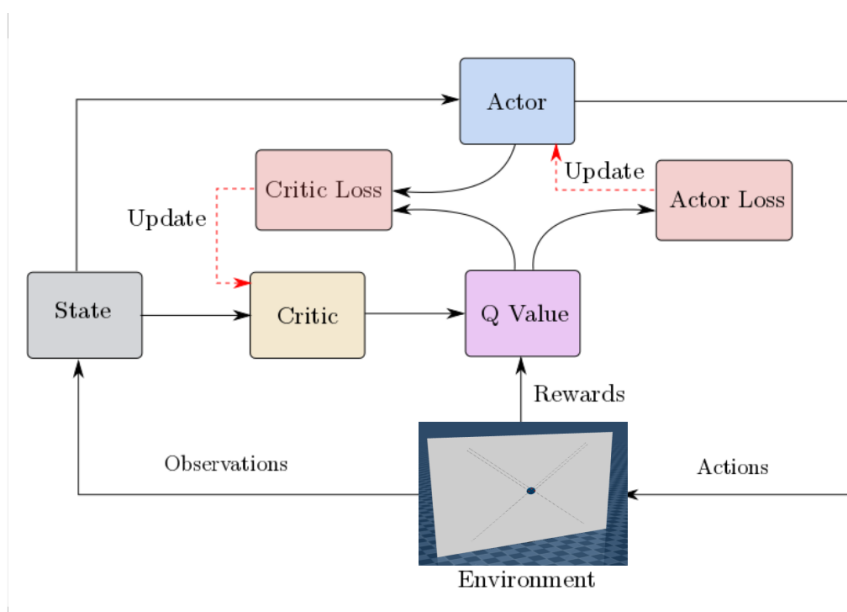 Actor
Update
Critic Loss
Actor Loss
Update
State
Critic
Q Value
Rewards
Observations
Actions
Environment